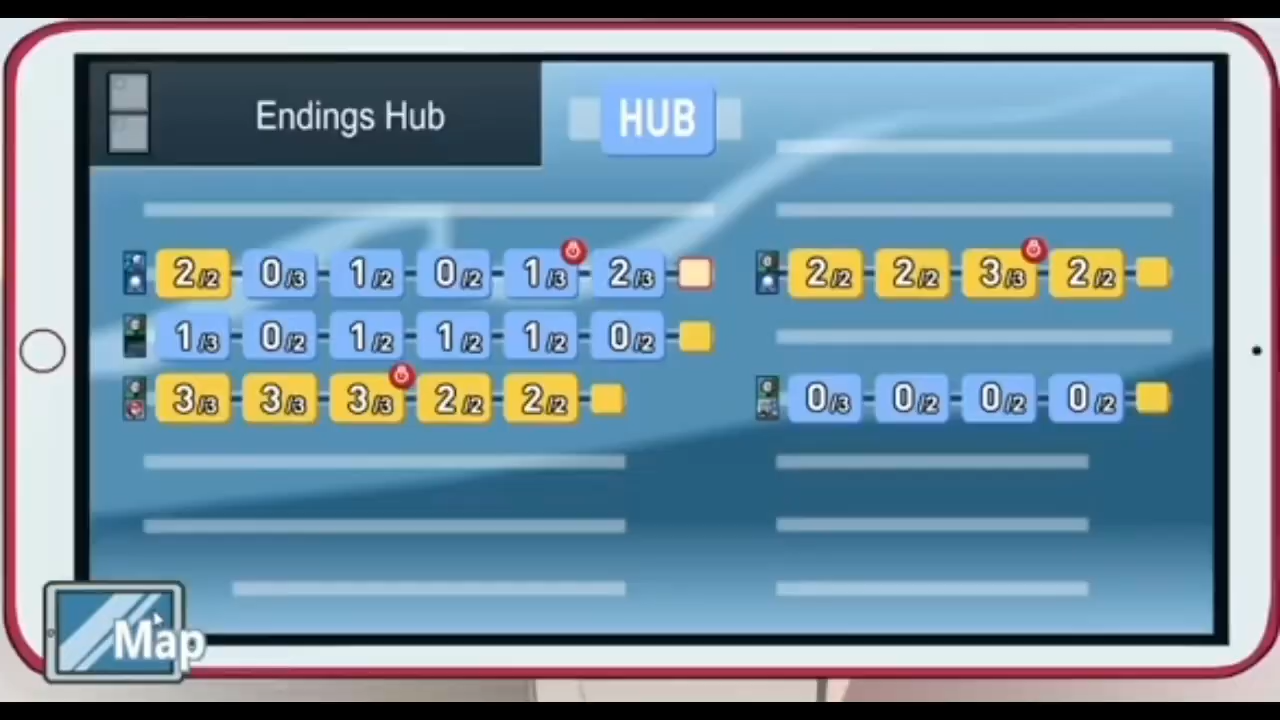 Endings Hub
HUB
2/2 0/3 1/2 0/2 1/3 2/3
1/3 0/2 1/2 1/2 1/2 0/2
3/3 3/3 3/3 2/2 2/2
2/2 2/2 3/3 2/2
0/3 0/2 0/2 0/2
Map